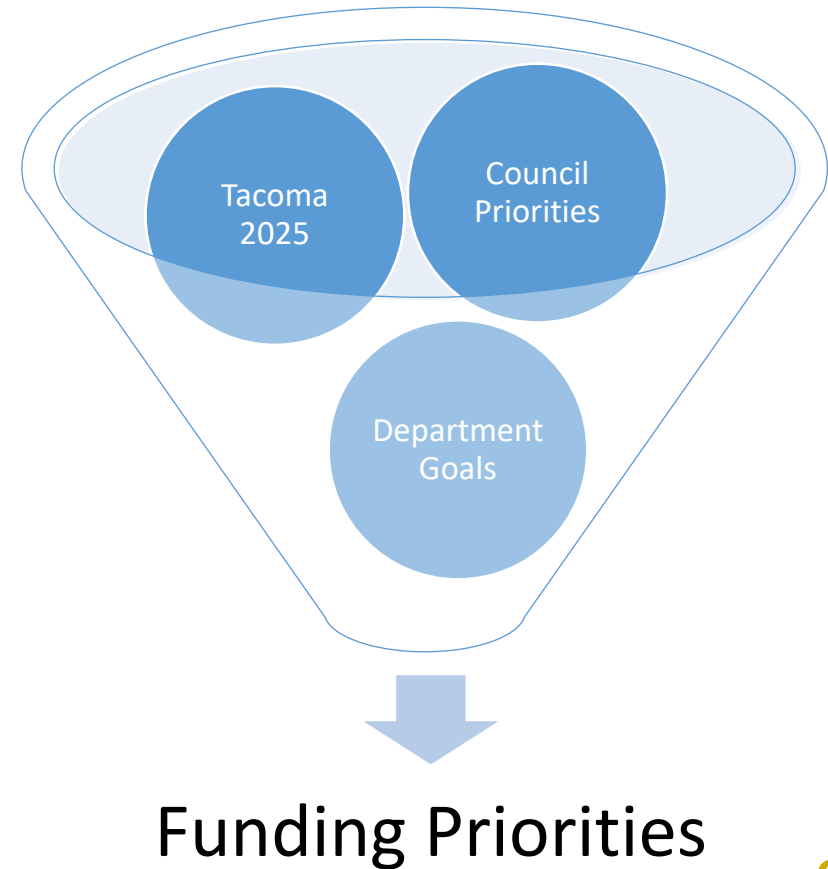 Tacoma
2025
Council
Priorities
Department
Goals
Funding Priorities